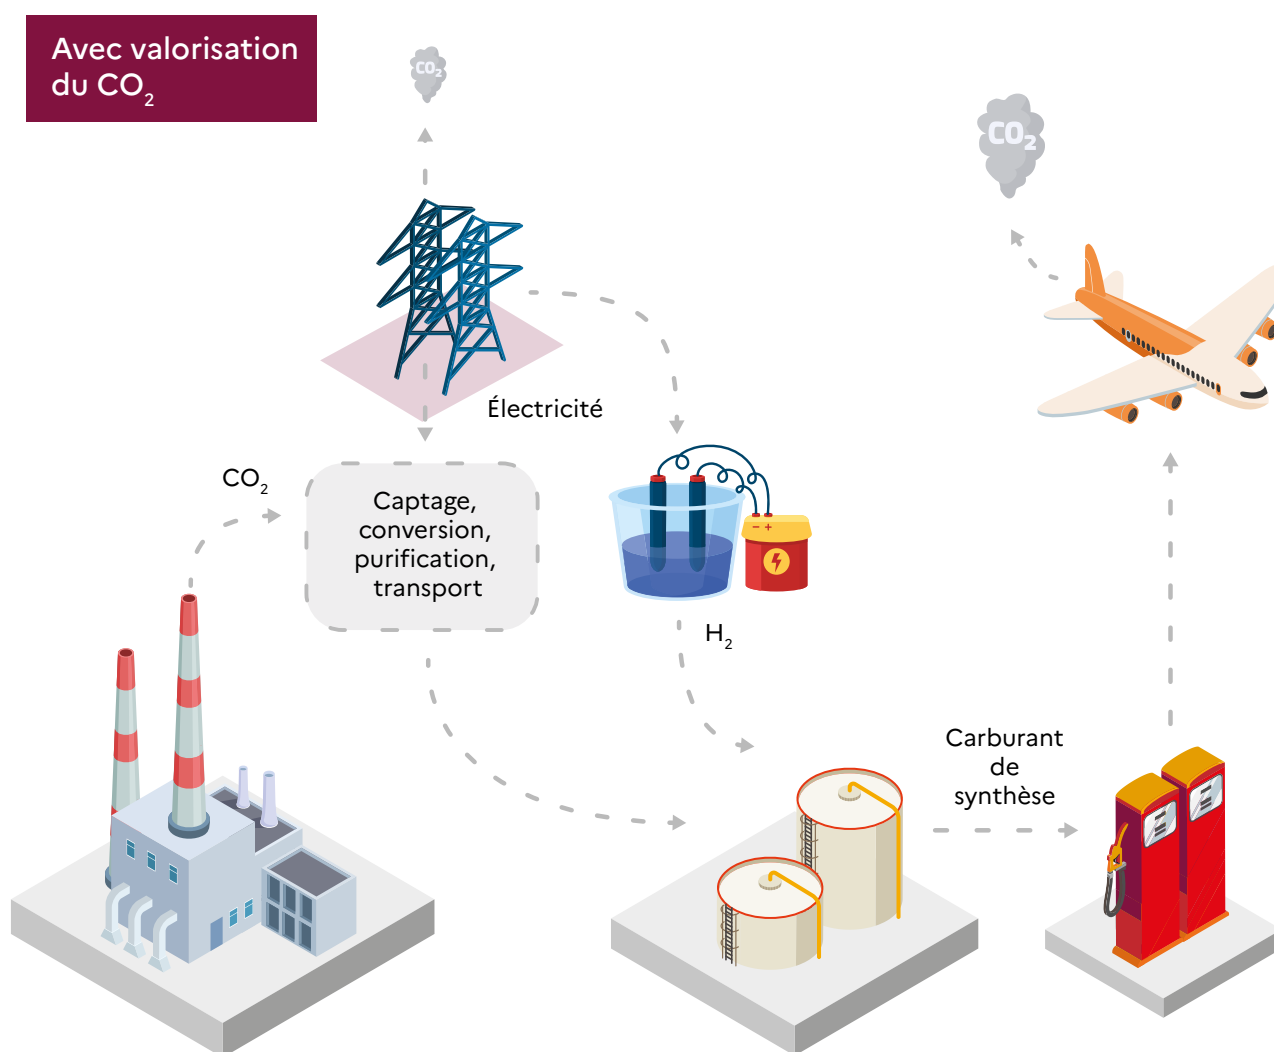 Avec valorisation
du CO₂
CO₂
CO₂
Électricité
CO₂
Captage,
conversion,
purification,
transport
- +
H₂
Carburant
de
synthèse